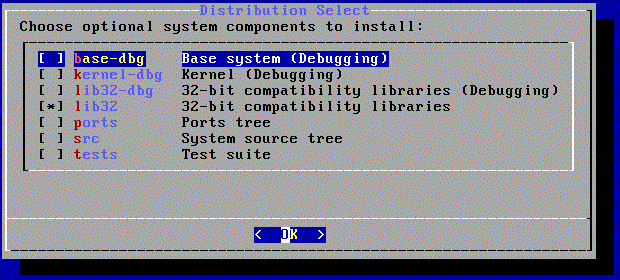 Distribution Select
Choose optional system components to install:
[ ] base-dbg Base system (Debugging)
[ ] kernel-dbg Kernel (Debugging)
[ ] lib32-dbg 32-bit compatibility libraries (Debugging)
[*] lib32 32-bit compatibility libraries
[ ] ports Ports tree
[ ] src System source tree
[ ] tests Test suite
< OK >